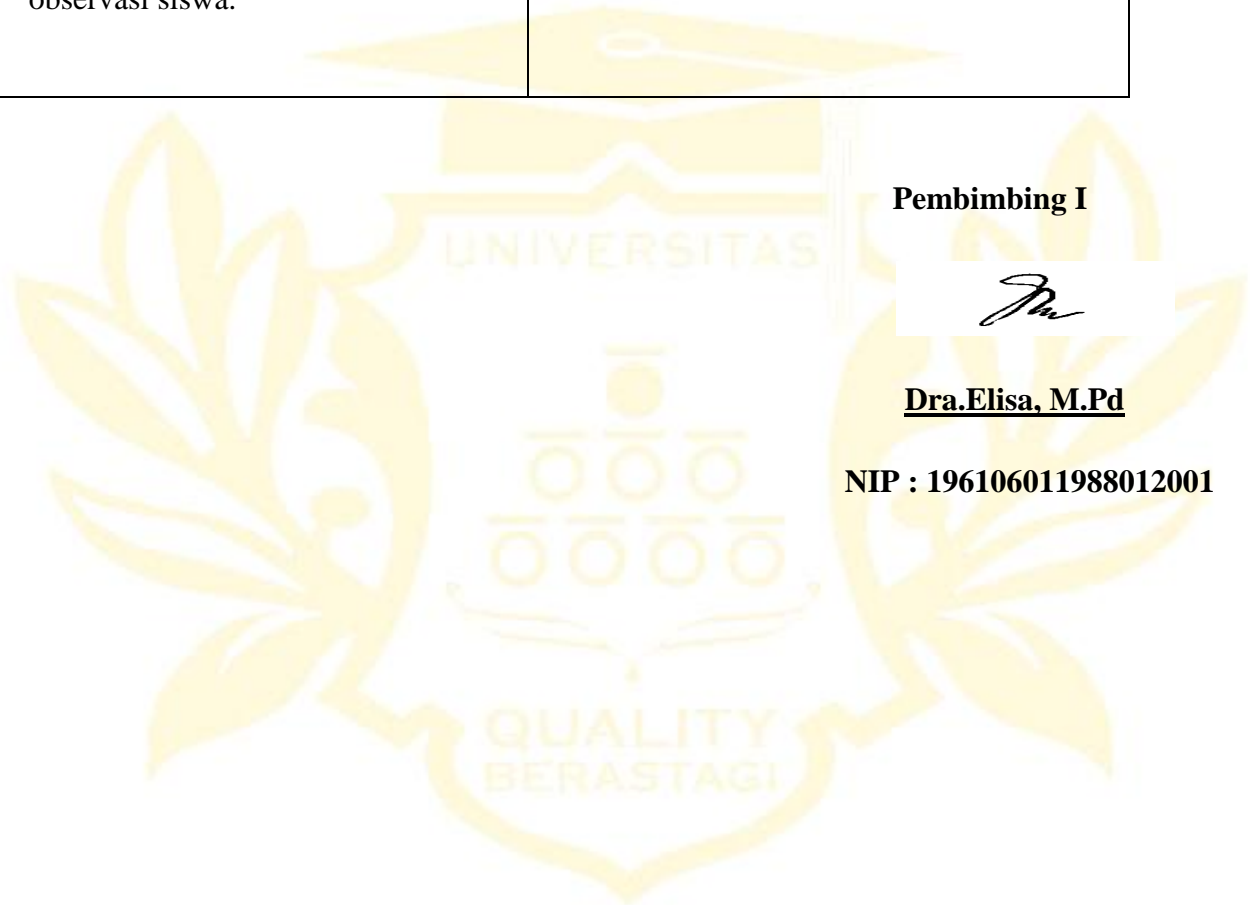 observasi siswa.
Pembimbing I
UNIVERSITAS
Dra.Elisa, M.Pd
NIP : 196106011988012001
QUALITY
BERASTAGI